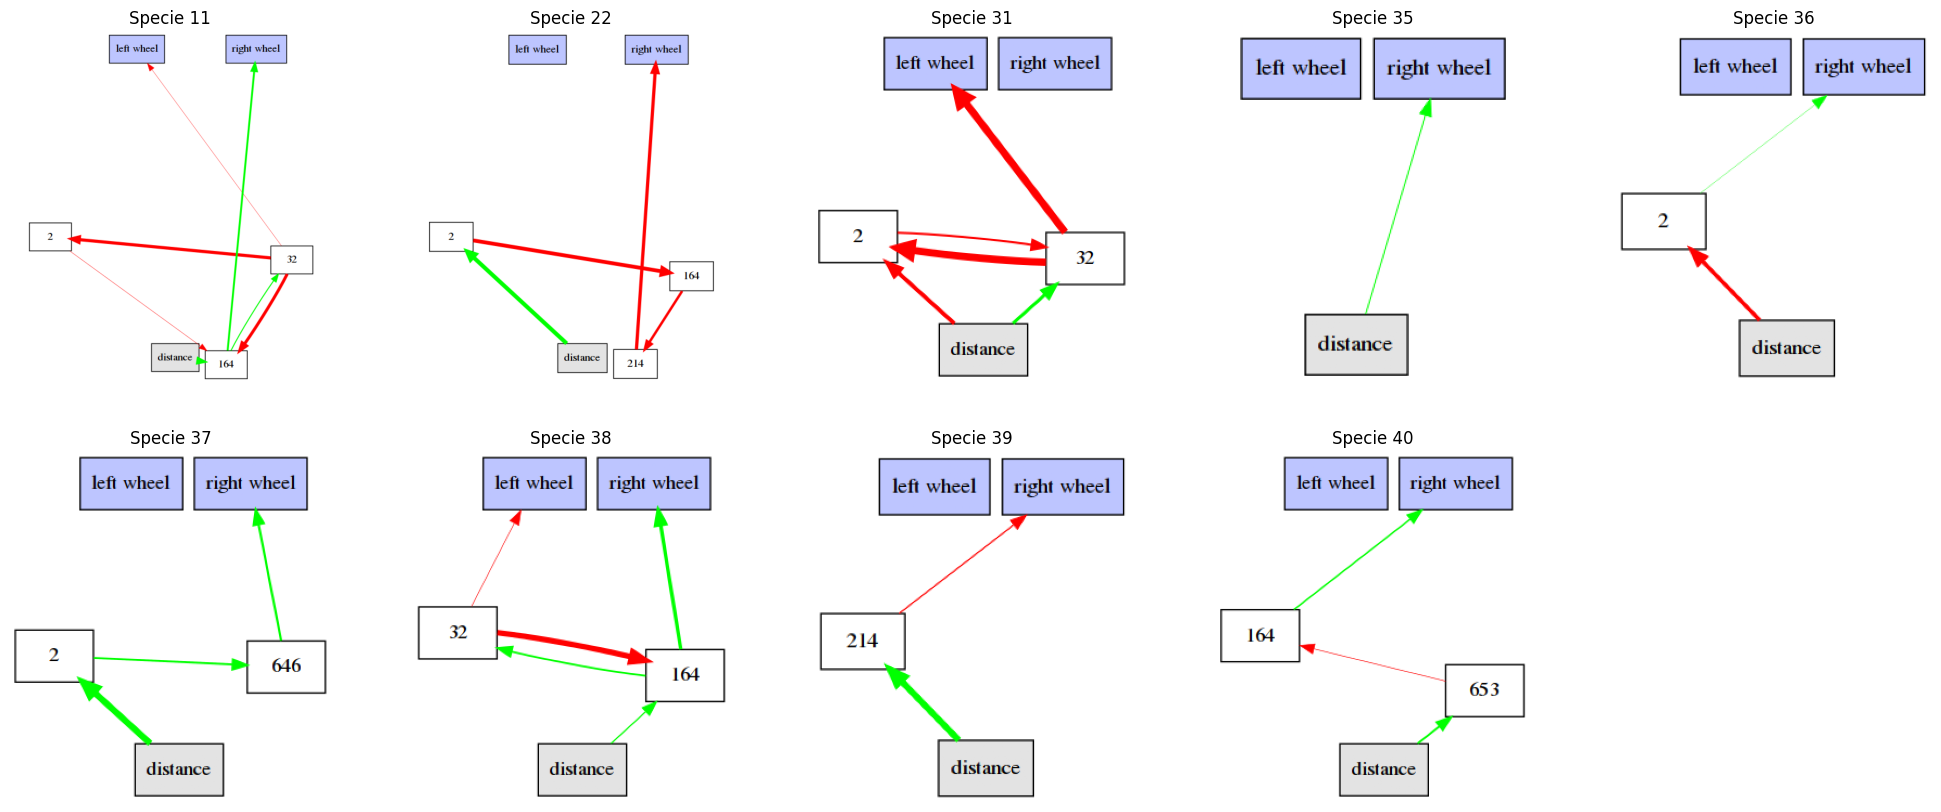 Specie 11
left wheel
right wheel
2
32
distance
164
Specie 22
left wheel
right wheel
2
164
distance
214
Specie 31
left wheel
right wheel
2
32
distance
Specie 35
left wheel
right wheel
distance
Specie 36
left wheel
right wheel
2
distance
Specie 37
left wheel
right wheel
2
646
distance
Specie 38
left wheel
right wheel
32
164
distance
Specie 39
left wheel
right wheel
214
distance
Specie 40
left wheel
right wheel
164
653
distance